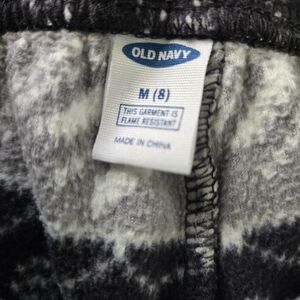 OLD NAVY
M (8)
THIS GARMENT IS
FLAME RESISTANT
MADE IN CHINA